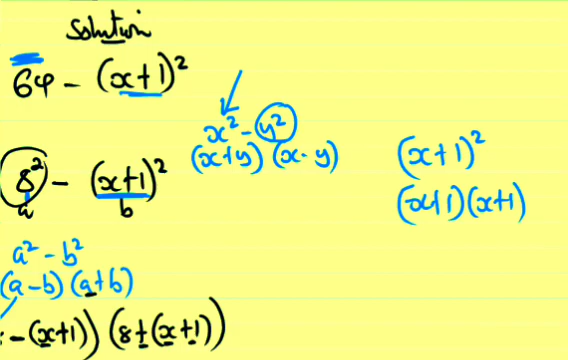 Solution
64 - (x+1)²
x² - y²
(x+y) (x-y)
(x+1)²
(x+1)(x+1)
8² - (x+1)²
a b
a² - b²
(a-b) (a+b)
-(x+1)) (8+(x+1))